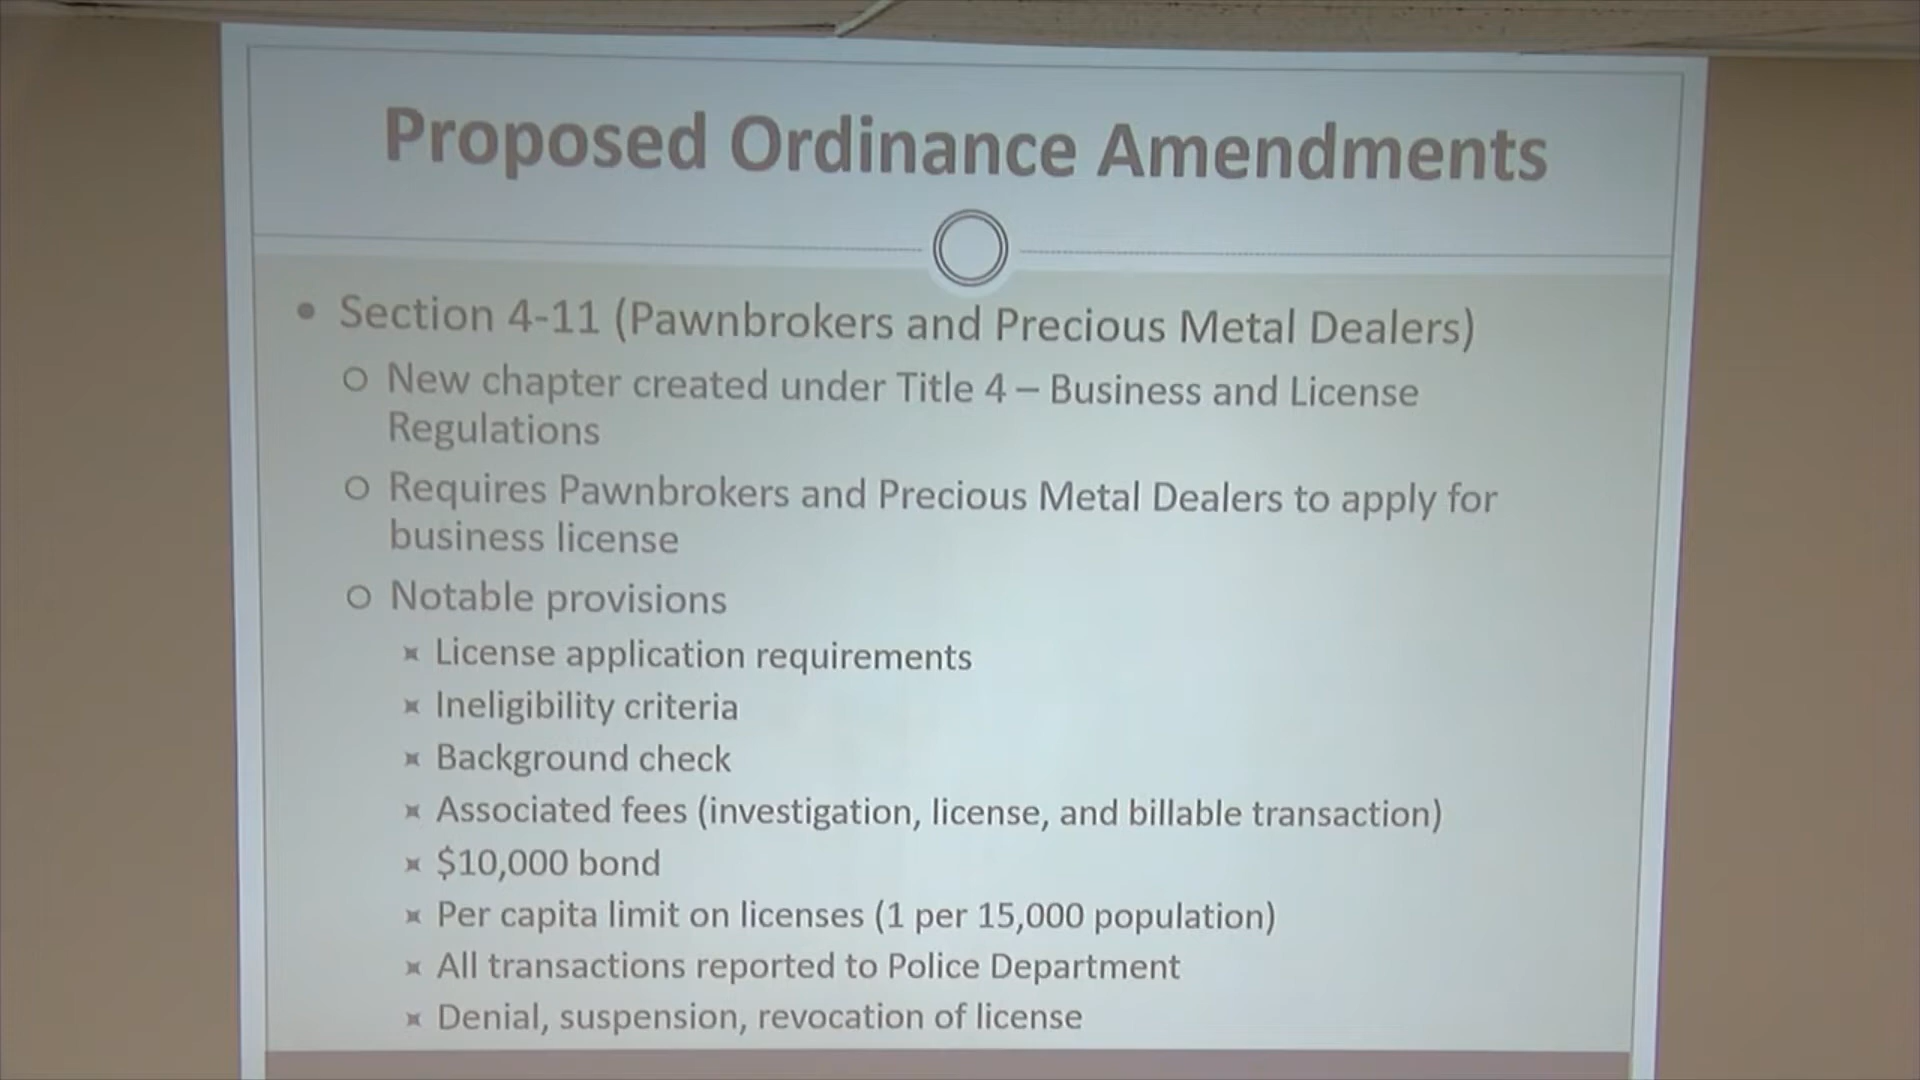 Proposed Ordinance Amendments
• Section 4-11 (Pawnbrokers and Precious Metal Dealers)
○ New chapter created under Title 4 – Business and License
Regulations
○ Requires Pawnbrokers and Precious Metal Dealers to apply for
business license
○ Notable provisions
License application requirements
Ineligibility criteria
Background check
Associated fees (investigation, license, and billable transaction)
$10,000 bond
Per capita limit on licenses (1 per 15,000 population)
All transactions reported to Police Department
Denial, suspension, revocation of license